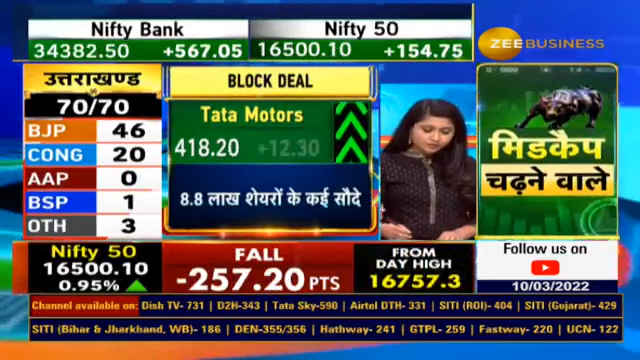 Nifty Bank
34382.50 +567.05
Nifty 50
16500.10 +154.75
ZEE BUSINESS
उत्तराखण्ड
70/70
BJP 46
CONG 20
AAP 0
BSP 1
OTH 3
BLOCK DEAL
Tata Motors
418.20 +12.30
8.8 लाख शेयरों के कई सौदे
मिडकैप
चढ़ने वाले
Nifty 50
16500.10
0.95%
FALL
-257.20 PTS
FROM
DAY HIGH
16757.3
Follow us on
10/03/2022
Channel available on: Dish TV- 731 | D2H-343 | Tata Sky-590 | Airtel DTH- 331 | SITI (ROI)- 404 | SITI (Gujarat)- 429
SITI (Bihar & Jharkhand, WB)- 186 | DEN-355/356 | Hathway- 241 | GTPL- 259 | Fastway- 220 | UCN- 122